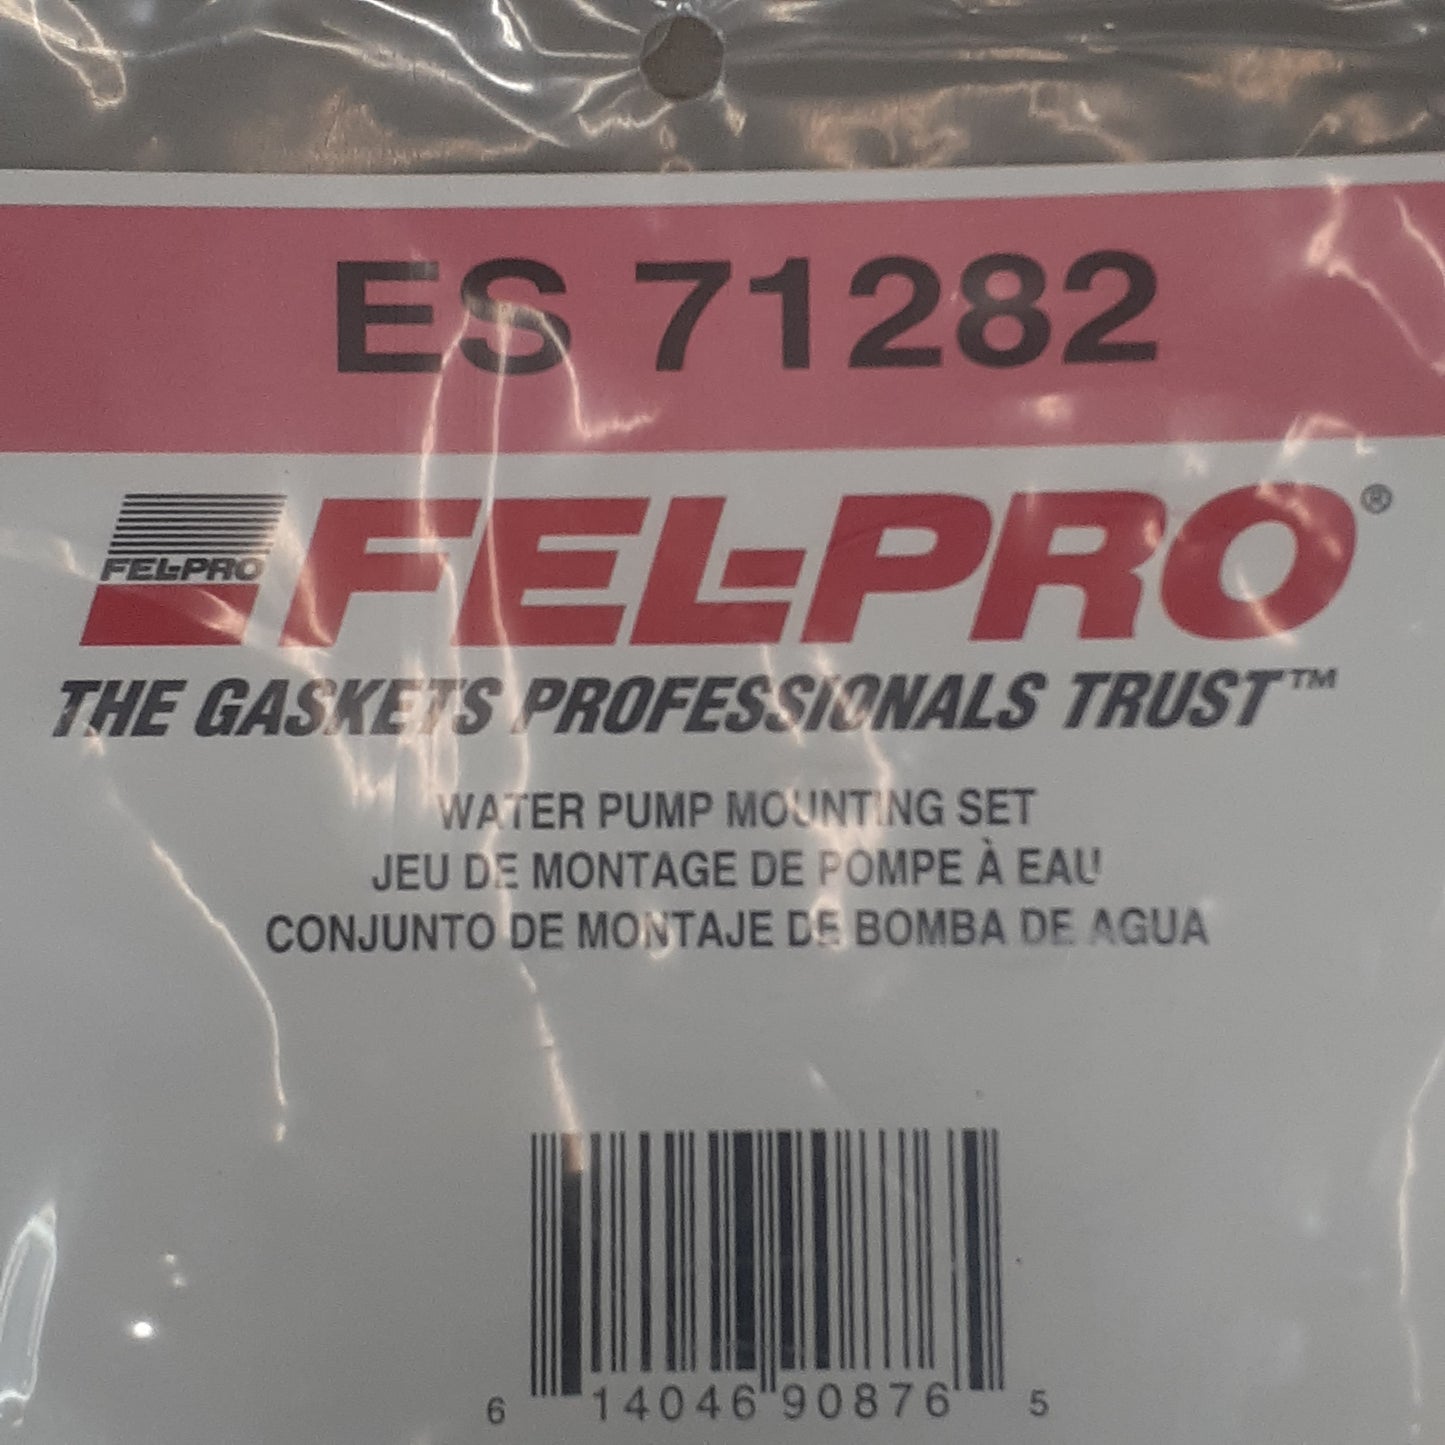 ES 71282
FEL-PRO
FEL-PRO®
THE GASKETS PROFESSIONALS TRUST™
WATER PUMP MOUNTING SET
JEU DE MONTAGE DE POMPE À EAU
CONJUNTO DE MONTAJE DE BOMBA DE AGUA
6 14046 90876 5